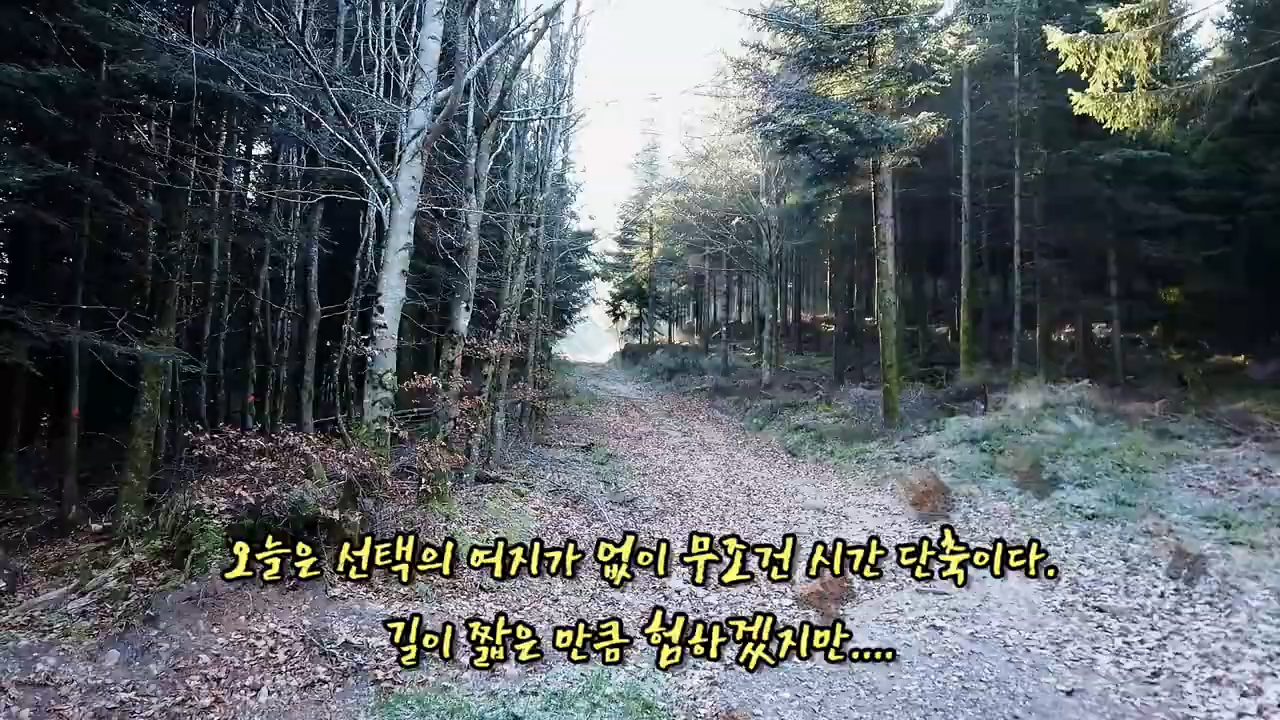 오늘은 선택의 여지가 없이 무조건 시간 단축이다.
길이 짧은 만큼 험하겠지만....